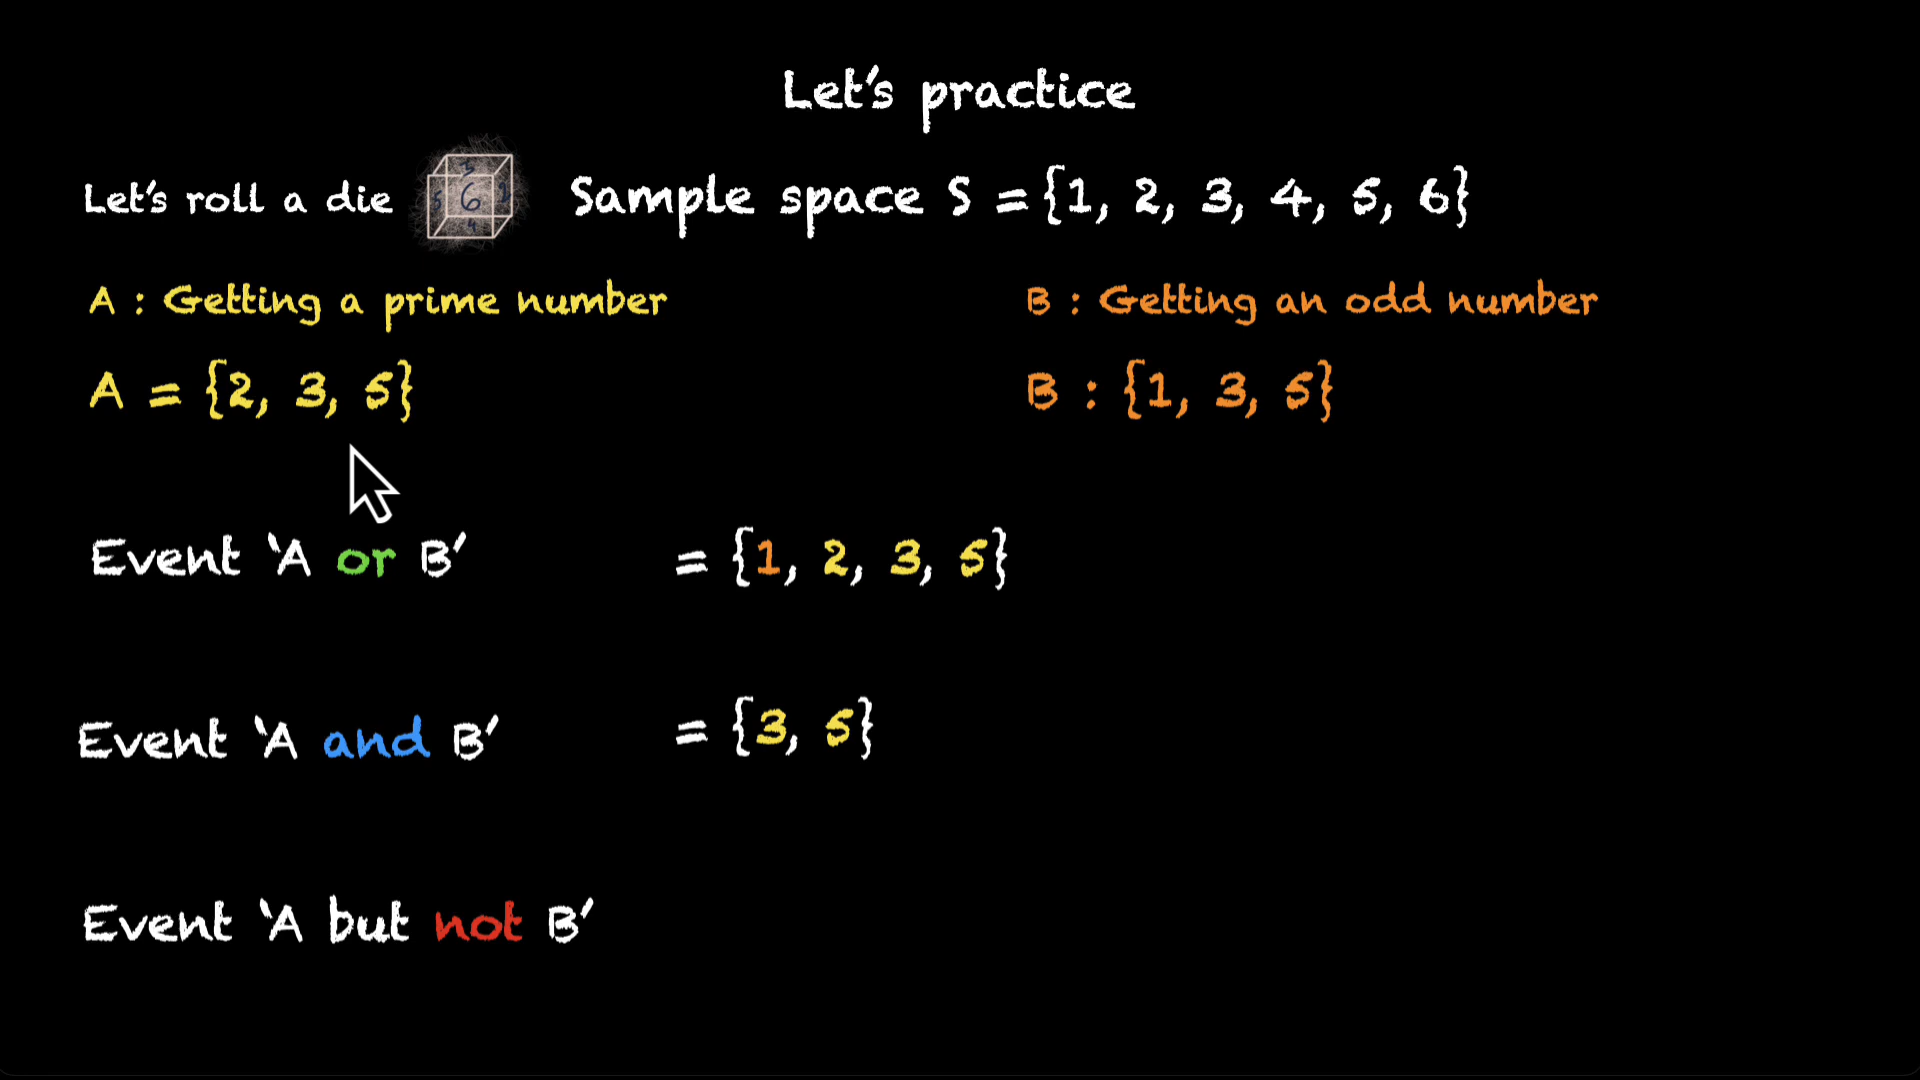 Let's practice
Let's roll a die
Sample space S = {1, 2, 3, 4, 5, 6}
A : Getting a prime number
B : Getting an odd number
A = {2, 3, 5}
B : {1, 3, 5}
Event 'A or B' = {1, 2, 3, 5}
Event 'A and B' = {3, 5}
Event 'A but not B'
6
4